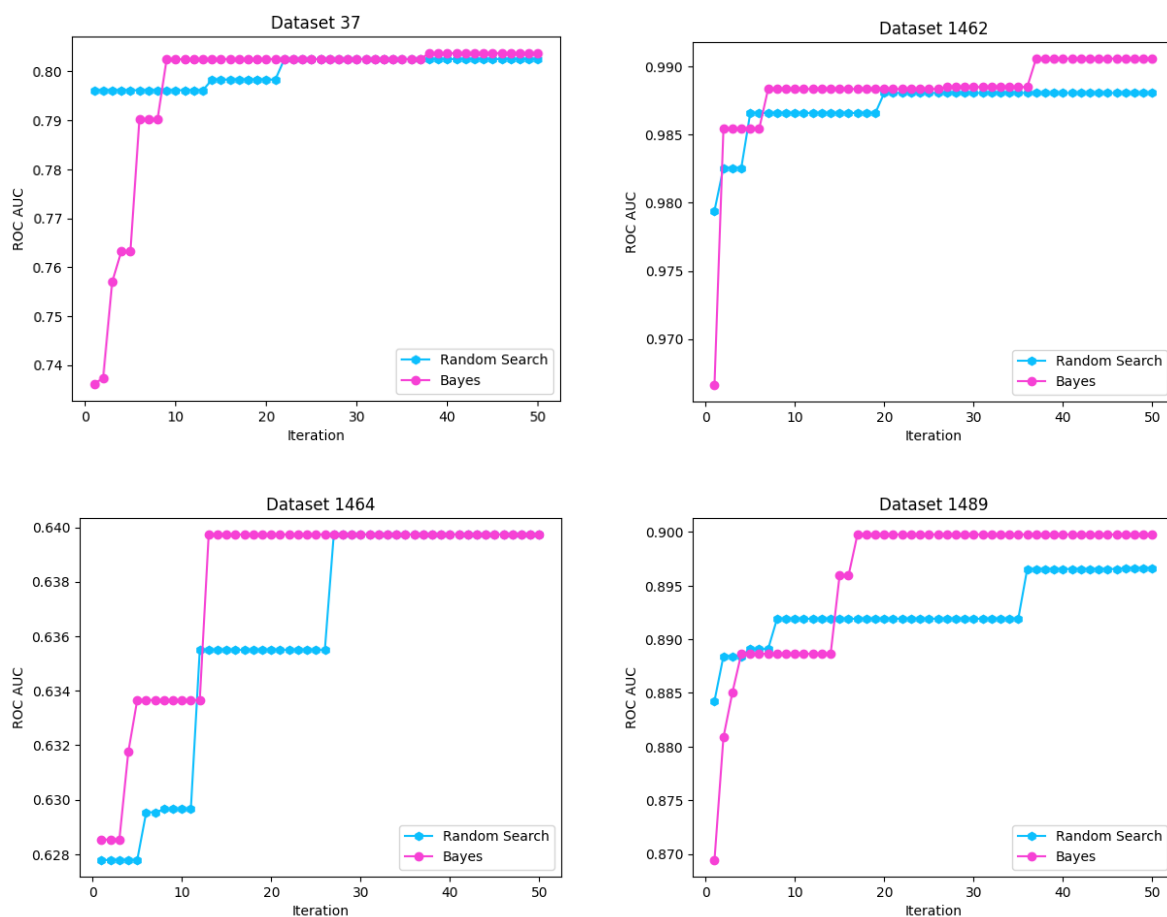 Dataset 37
ROC AUC
0.80
0.79
0.78
0.77
0.76
0.75
0.74
0 10 20 30 40 50
Iteration
Random Search
Bayes
Dataset 1462
ROC AUC
0.990
0.985
0.980
0.975
0.970
0 10 20 30 40 50
Iteration
Random Search
Bayes
Dataset 1464
ROC AUC
0.640
0.638
0.636
0.634
0.632
0.630
0.628
0 10 20 30 40 50
Iteration
Random Search
Bayes
Dataset 1489
ROC AUC
0.900
0.895
0.890
0.885
0.880
0.875
0.870
0 10 20 30 40 50
Iteration
Random Search
Bayes